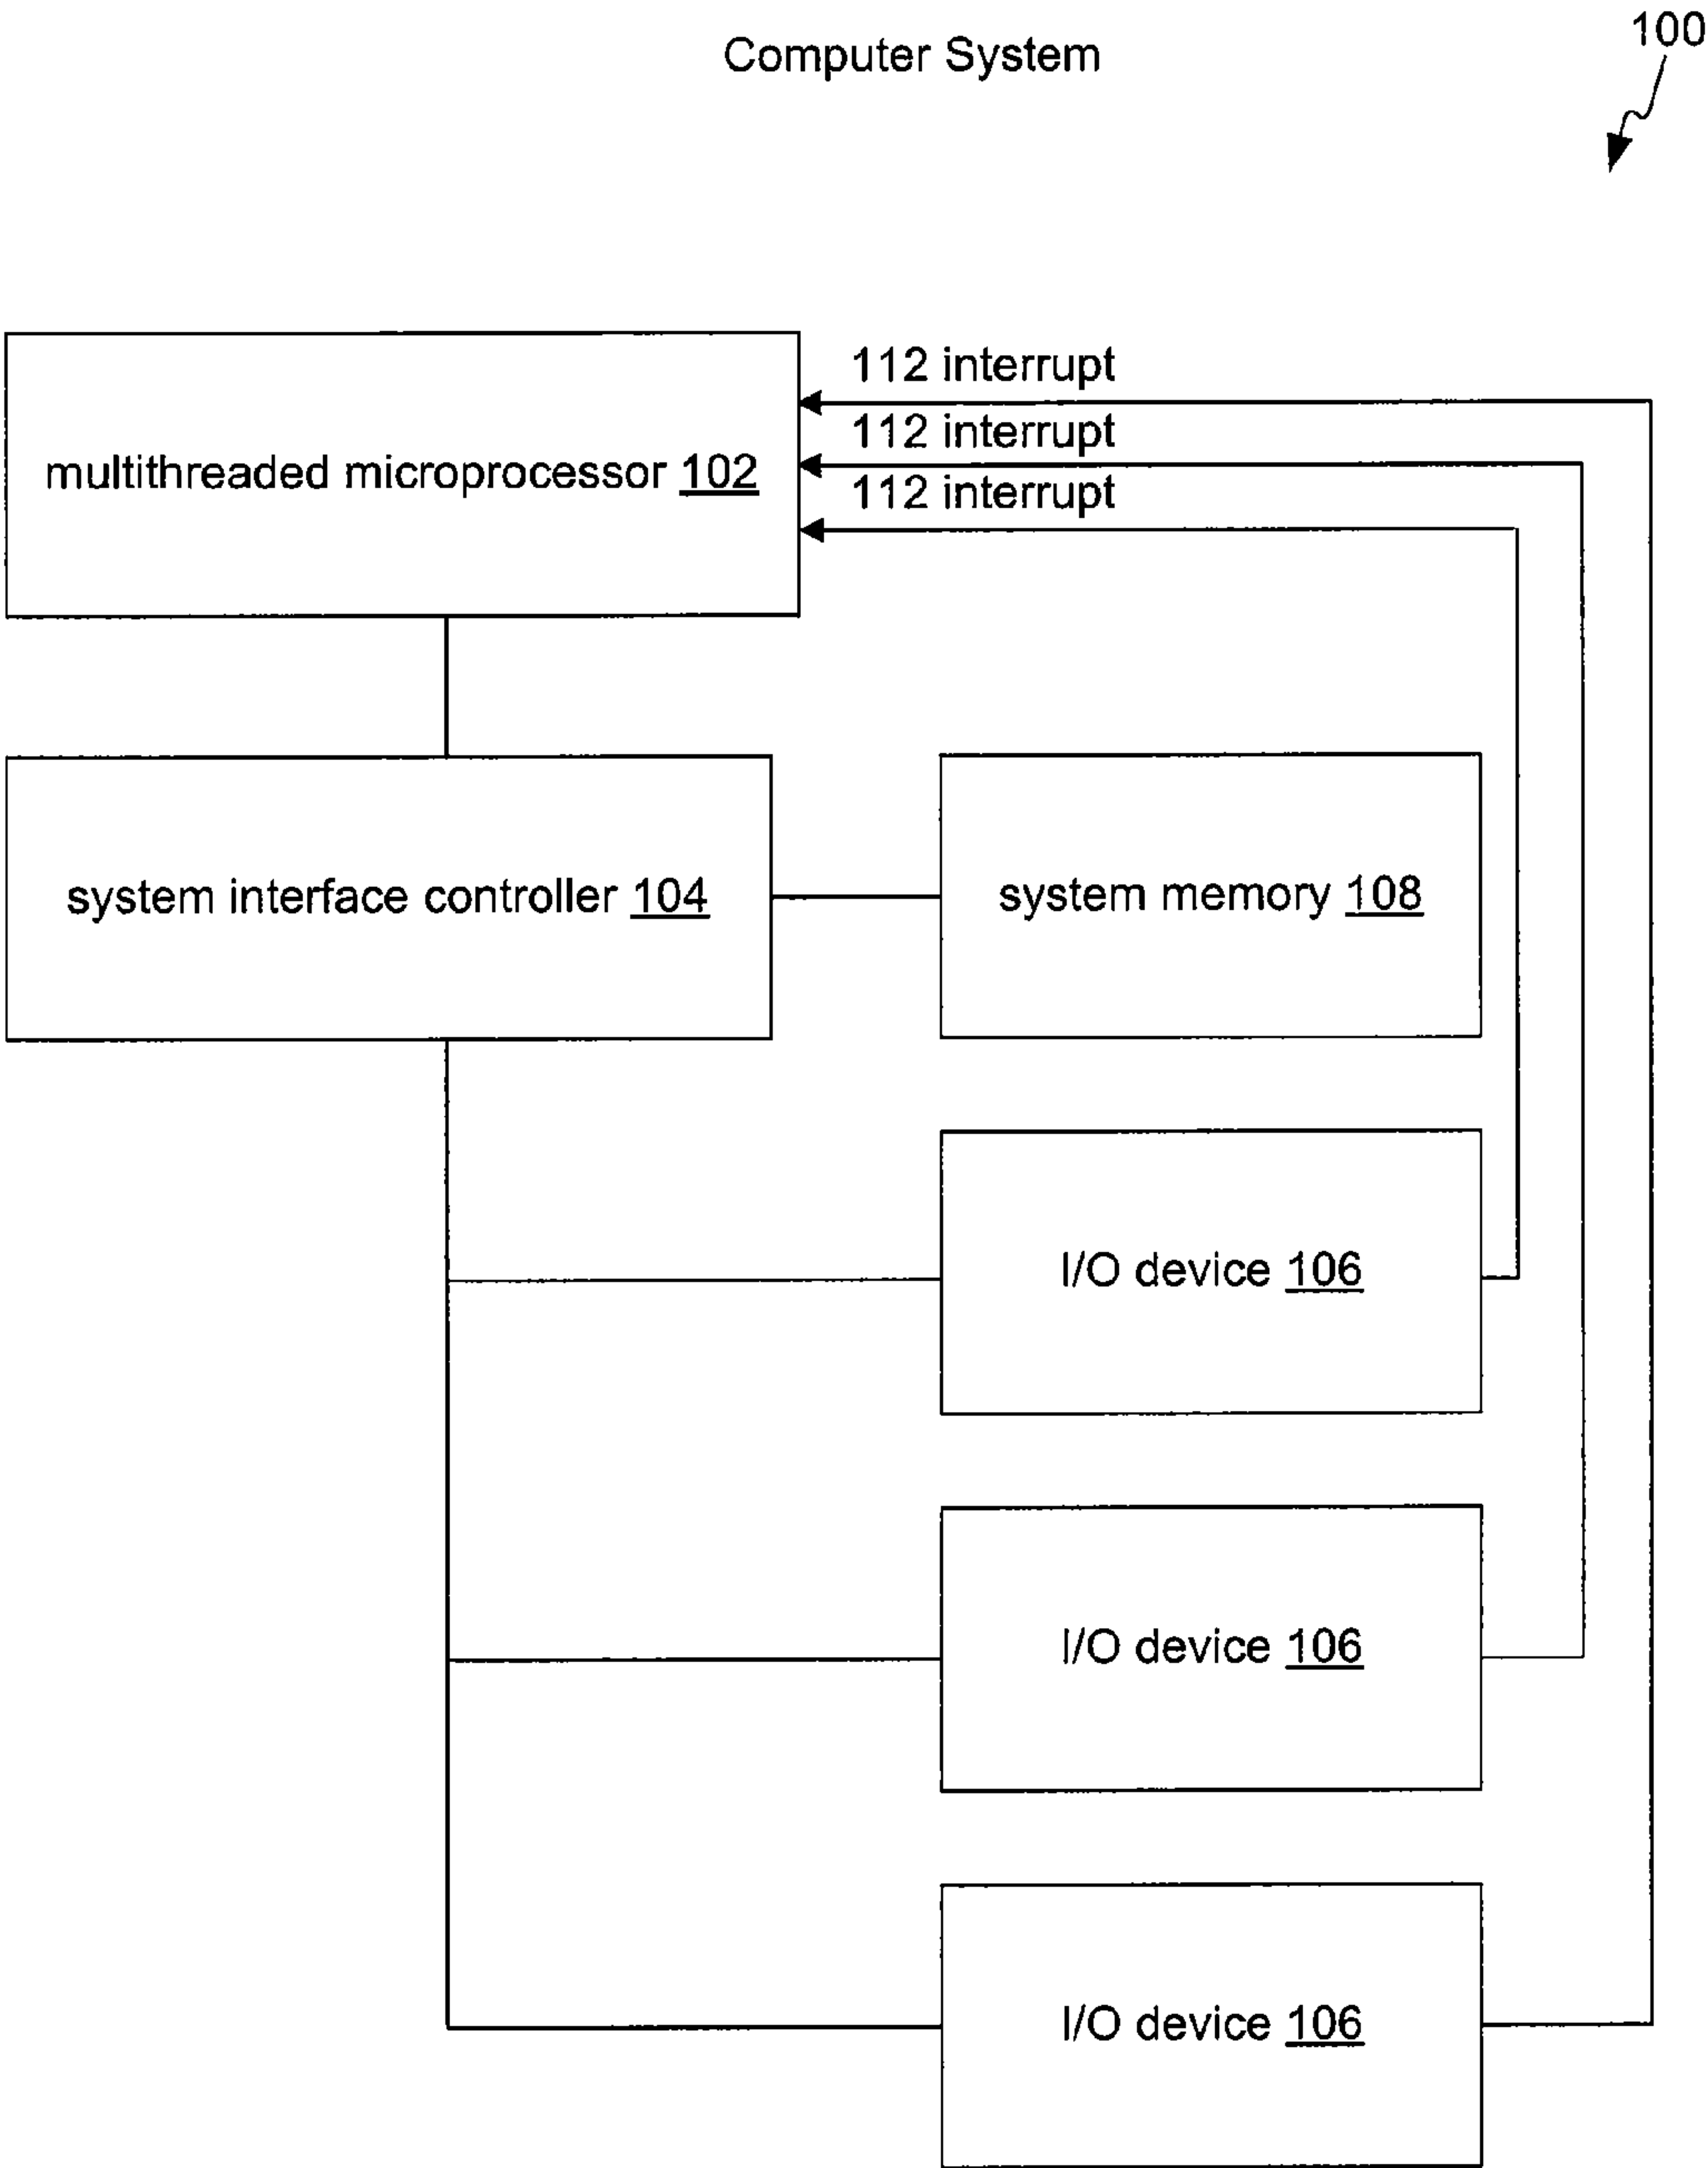 Computer System
100
112 interrupt
112 interrupt
multithreaded microprocessor 102
112 interrupt
system interface controller 104
system memory 108
I/O device 106
I/O device 106
I/O device 106